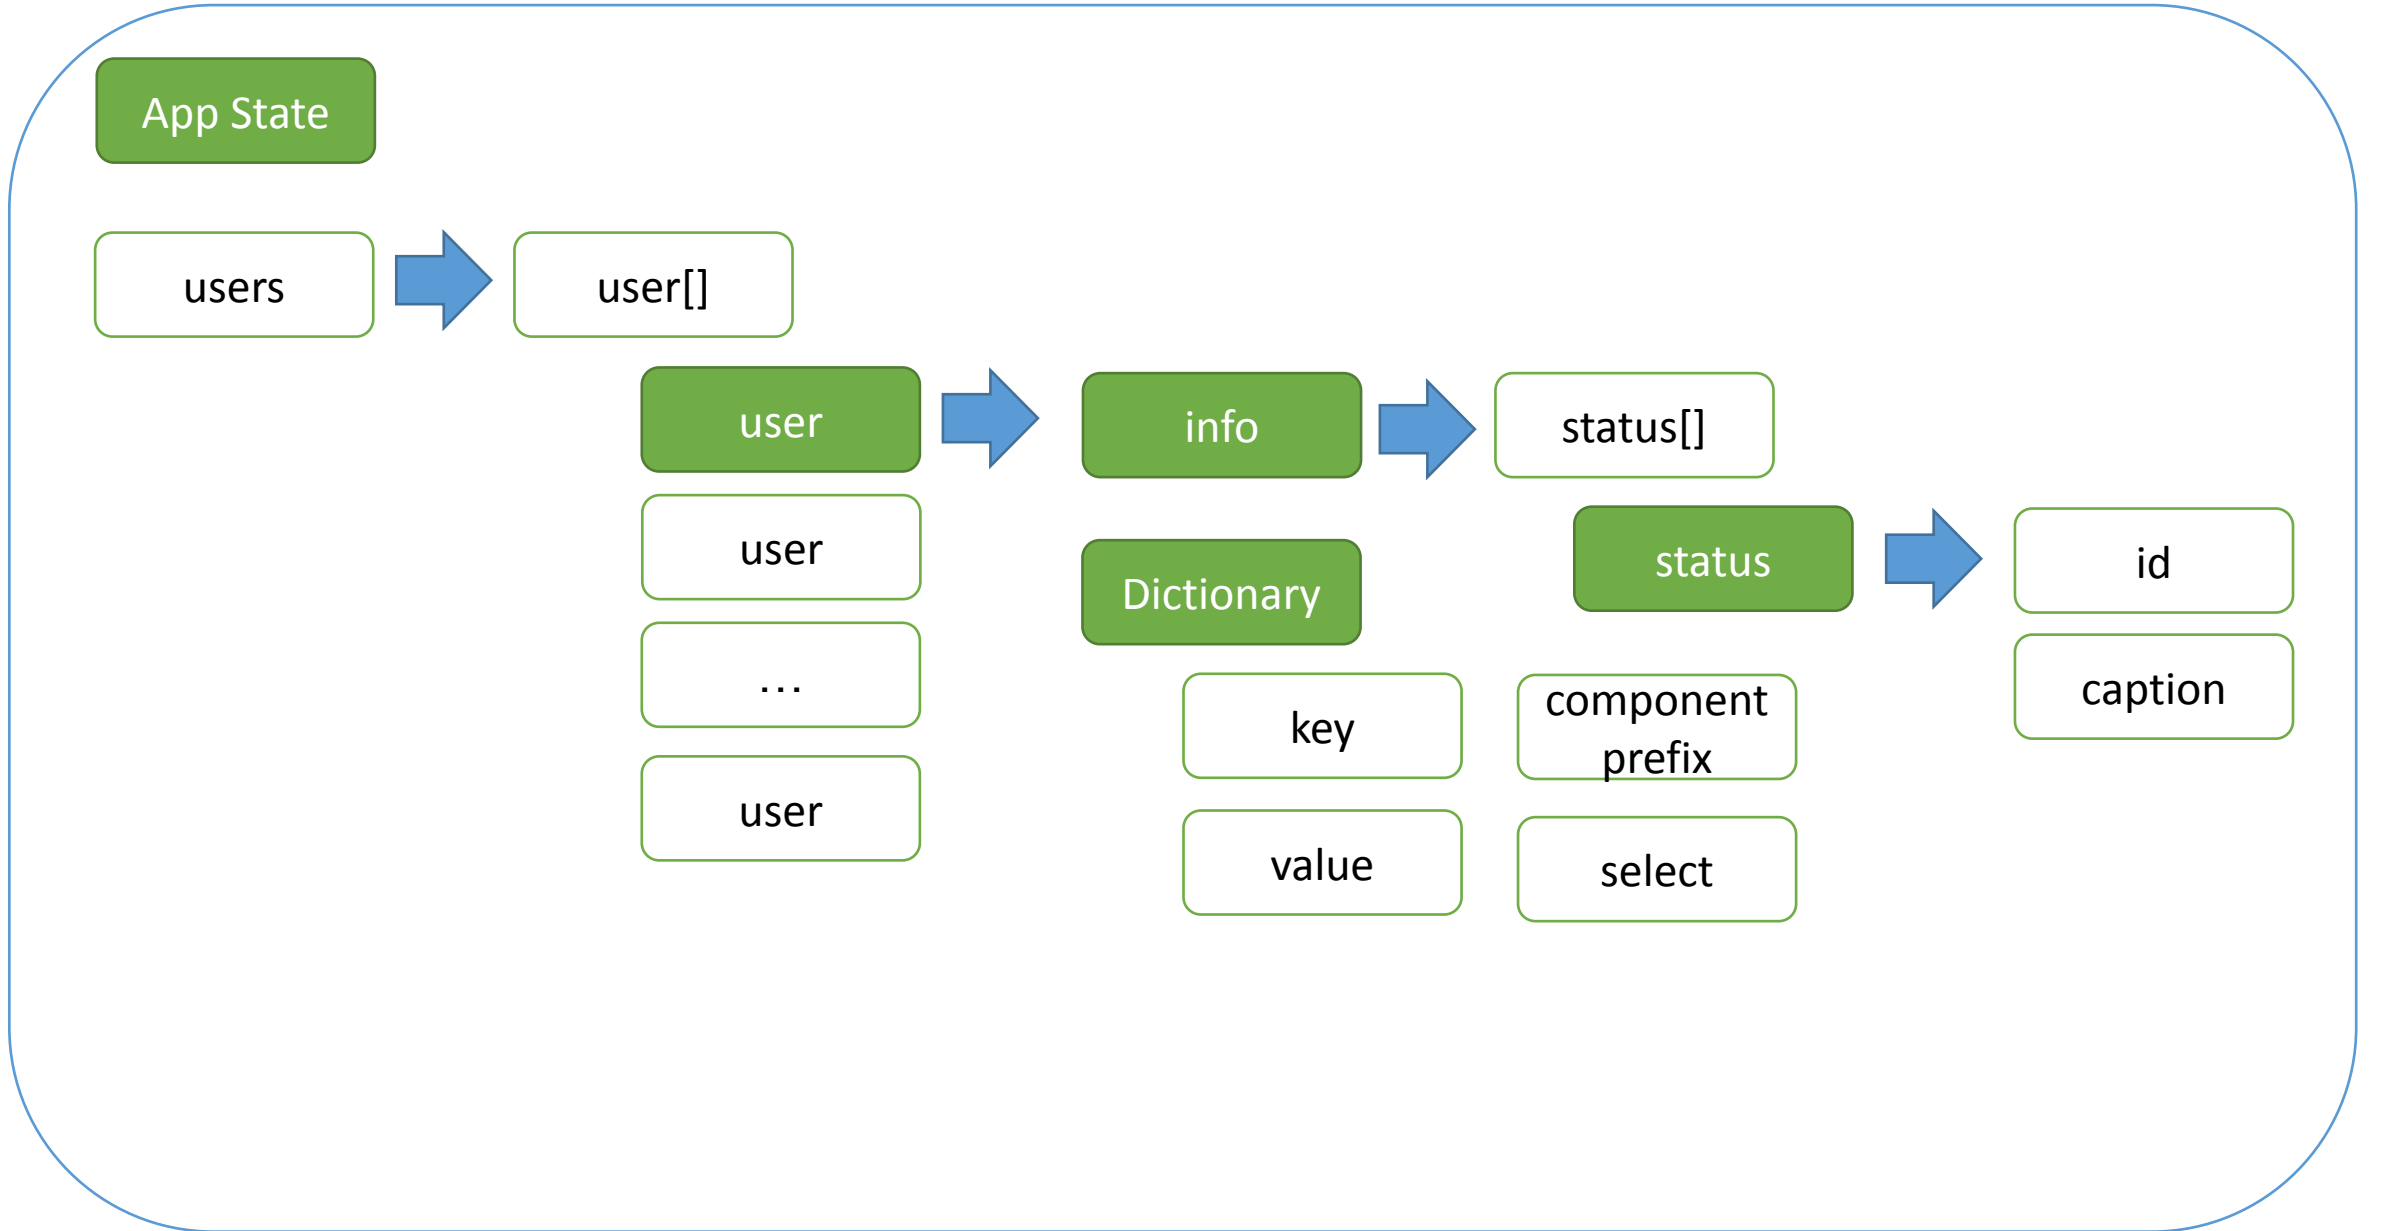 App State
users
user[]
user
info
status[]
user
status
id
Dictionary
…
caption
key
component
prefix
user
value
select